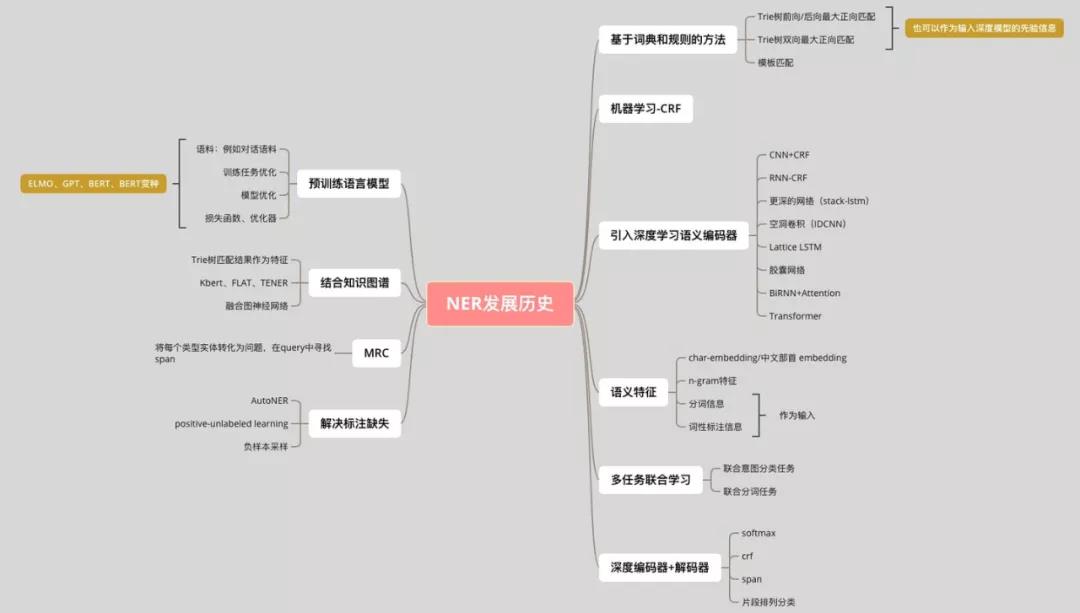 NER发展历史
基于词典和规则的方法
Trie树前向/后向最大正向匹配
Trie树双向最大正向匹配
模板匹配
也可以作为输入深度模型的先验信息
机器学习-CRF
引入深度学习语义编码器
CNN+CRF
RNN-CRF
更深的网络（stack-lstm）
空洞卷积（IDCNN）
Lattice LSTM
胶囊网络
BiRNN+Attention
Transformer
语义特征
char-embedding/中文部首 embedding
n-gram特征
分词信息
词性标注信息
作为输入
多任务联合学习
联合意图分类任务
联合分词任务
深度编码器+解码器
softmax
crf
span
片段排列分类
预训练语言模型
语料：例如对话语料
训练任务优化
模型优化
损失函数、优化器
ELMO、GPT、BERT、BERT变种
结合知识图谱
Trie树匹配结果作为特征
Kbert、FLAT、TENER
融合图神经网络
MRC
将每个类型实体转化为问题，在query中寻找
span
解决标注缺失
AutoNER
positive-unlabeled learning
负样本采样